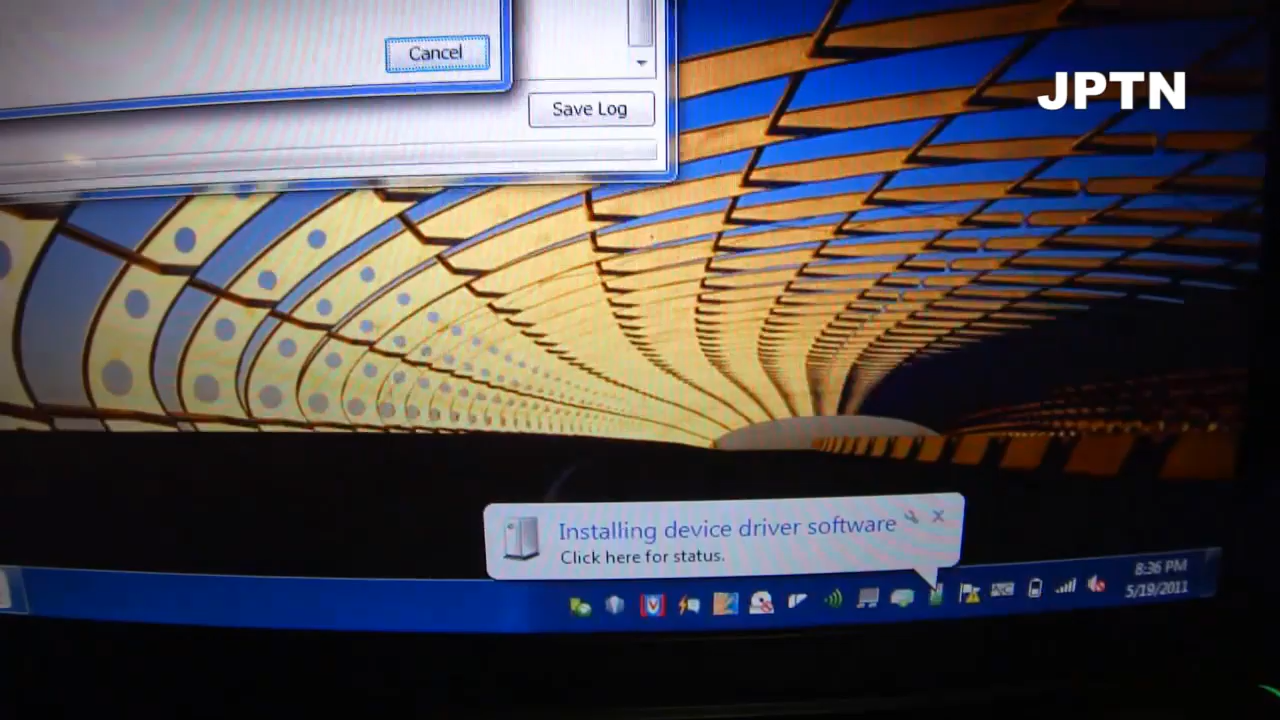 Cancel
JPTN
Save Log
Installing device driver software
Click here for status.
8:36 PM
5/19/2011